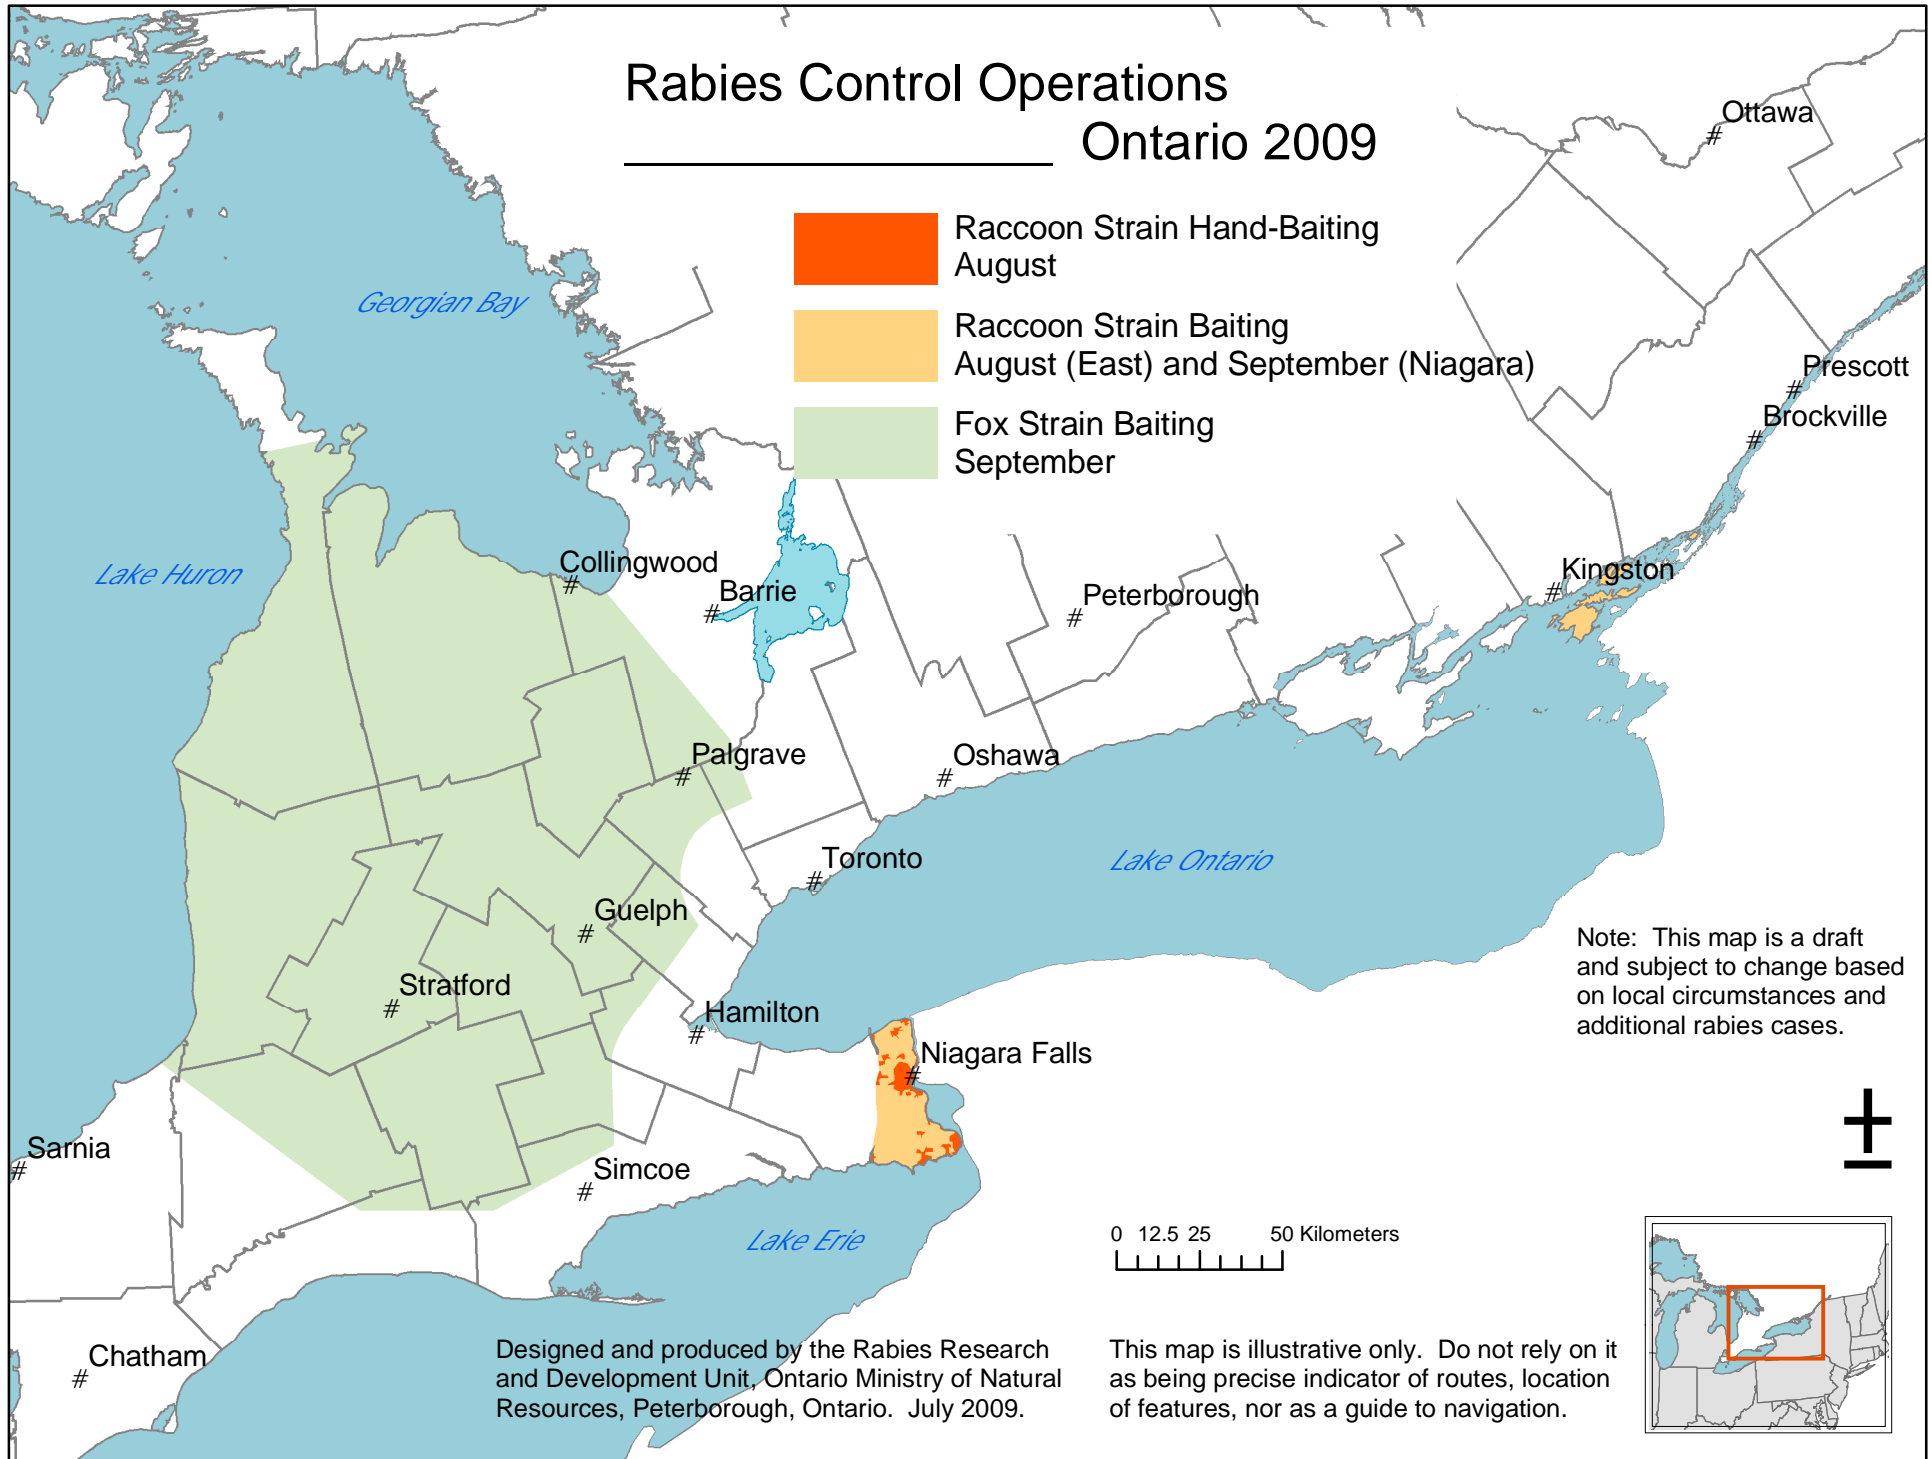 Rabies Control Operations
Ontario 2009
Raccoon Strain Hand-Baiting
August
Raccoon Strain Baiting
August (East) and September (Niagara)
Fox Strain Baiting
September
Ottawa
Georgian Bay
Prescott
Brockville
Lake Huron
Collingwood
Barrie
Peterborough
Kingston
Palgrave
Oshawa
Toronto
Lake Ontario
Guelph
Stratford
Hamilton
Niagara Falls
Note: This map is a draft
and subject to change based
on local circumstances and
additional rabies cases.
Sarnia
Simcoe
Lake Erie
0 12.5 25 50 Kilometers
Chatham
Designed and produced by the Rabies Research
and Development Unit, Ontario Ministry of Natural
Resources, Peterborough, Ontario. July 2009.
This map is illustrative only. Do not rely on it
as being precise indicator of routes, location
of features, nor as a guide to navigation.